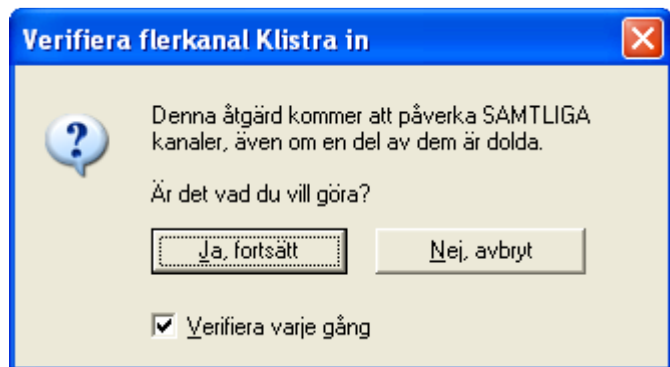 Verifiera flerkanal Klistra in
Denna åtgärd kommer att påverka SAMTLIGA
kanaler, även om en del av dem är dolda.
Är det vad du vill göra?
Ja, fortsätt
Nej, avbryt
Verifiera varje gång